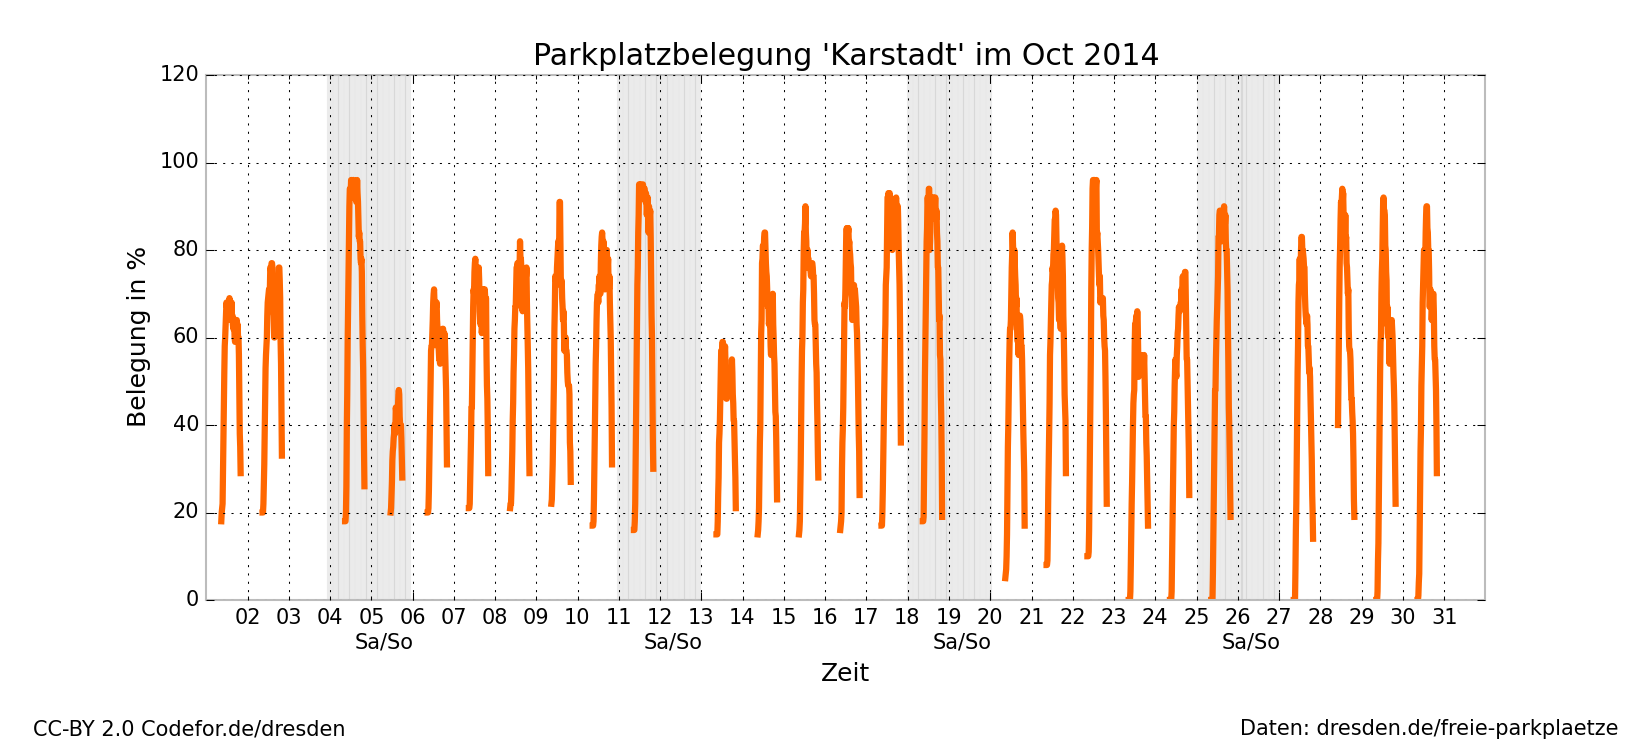 Parkplatzbelegung 'Karstadt' im Oct 2014
120
100
80
60
40
20
0
Belegung in %
02 03 04 05 06 07 08 09 10 11 12 13 14 15 16 17 18 19 20 21 22 23 24 25 26 27 28 29 30 31
Sa/So Sa/So Sa/So Sa/So
Zeit
CC-BY 2.0 Codefor.de/dresden
Daten: dresden.de/freie-parkplaetze